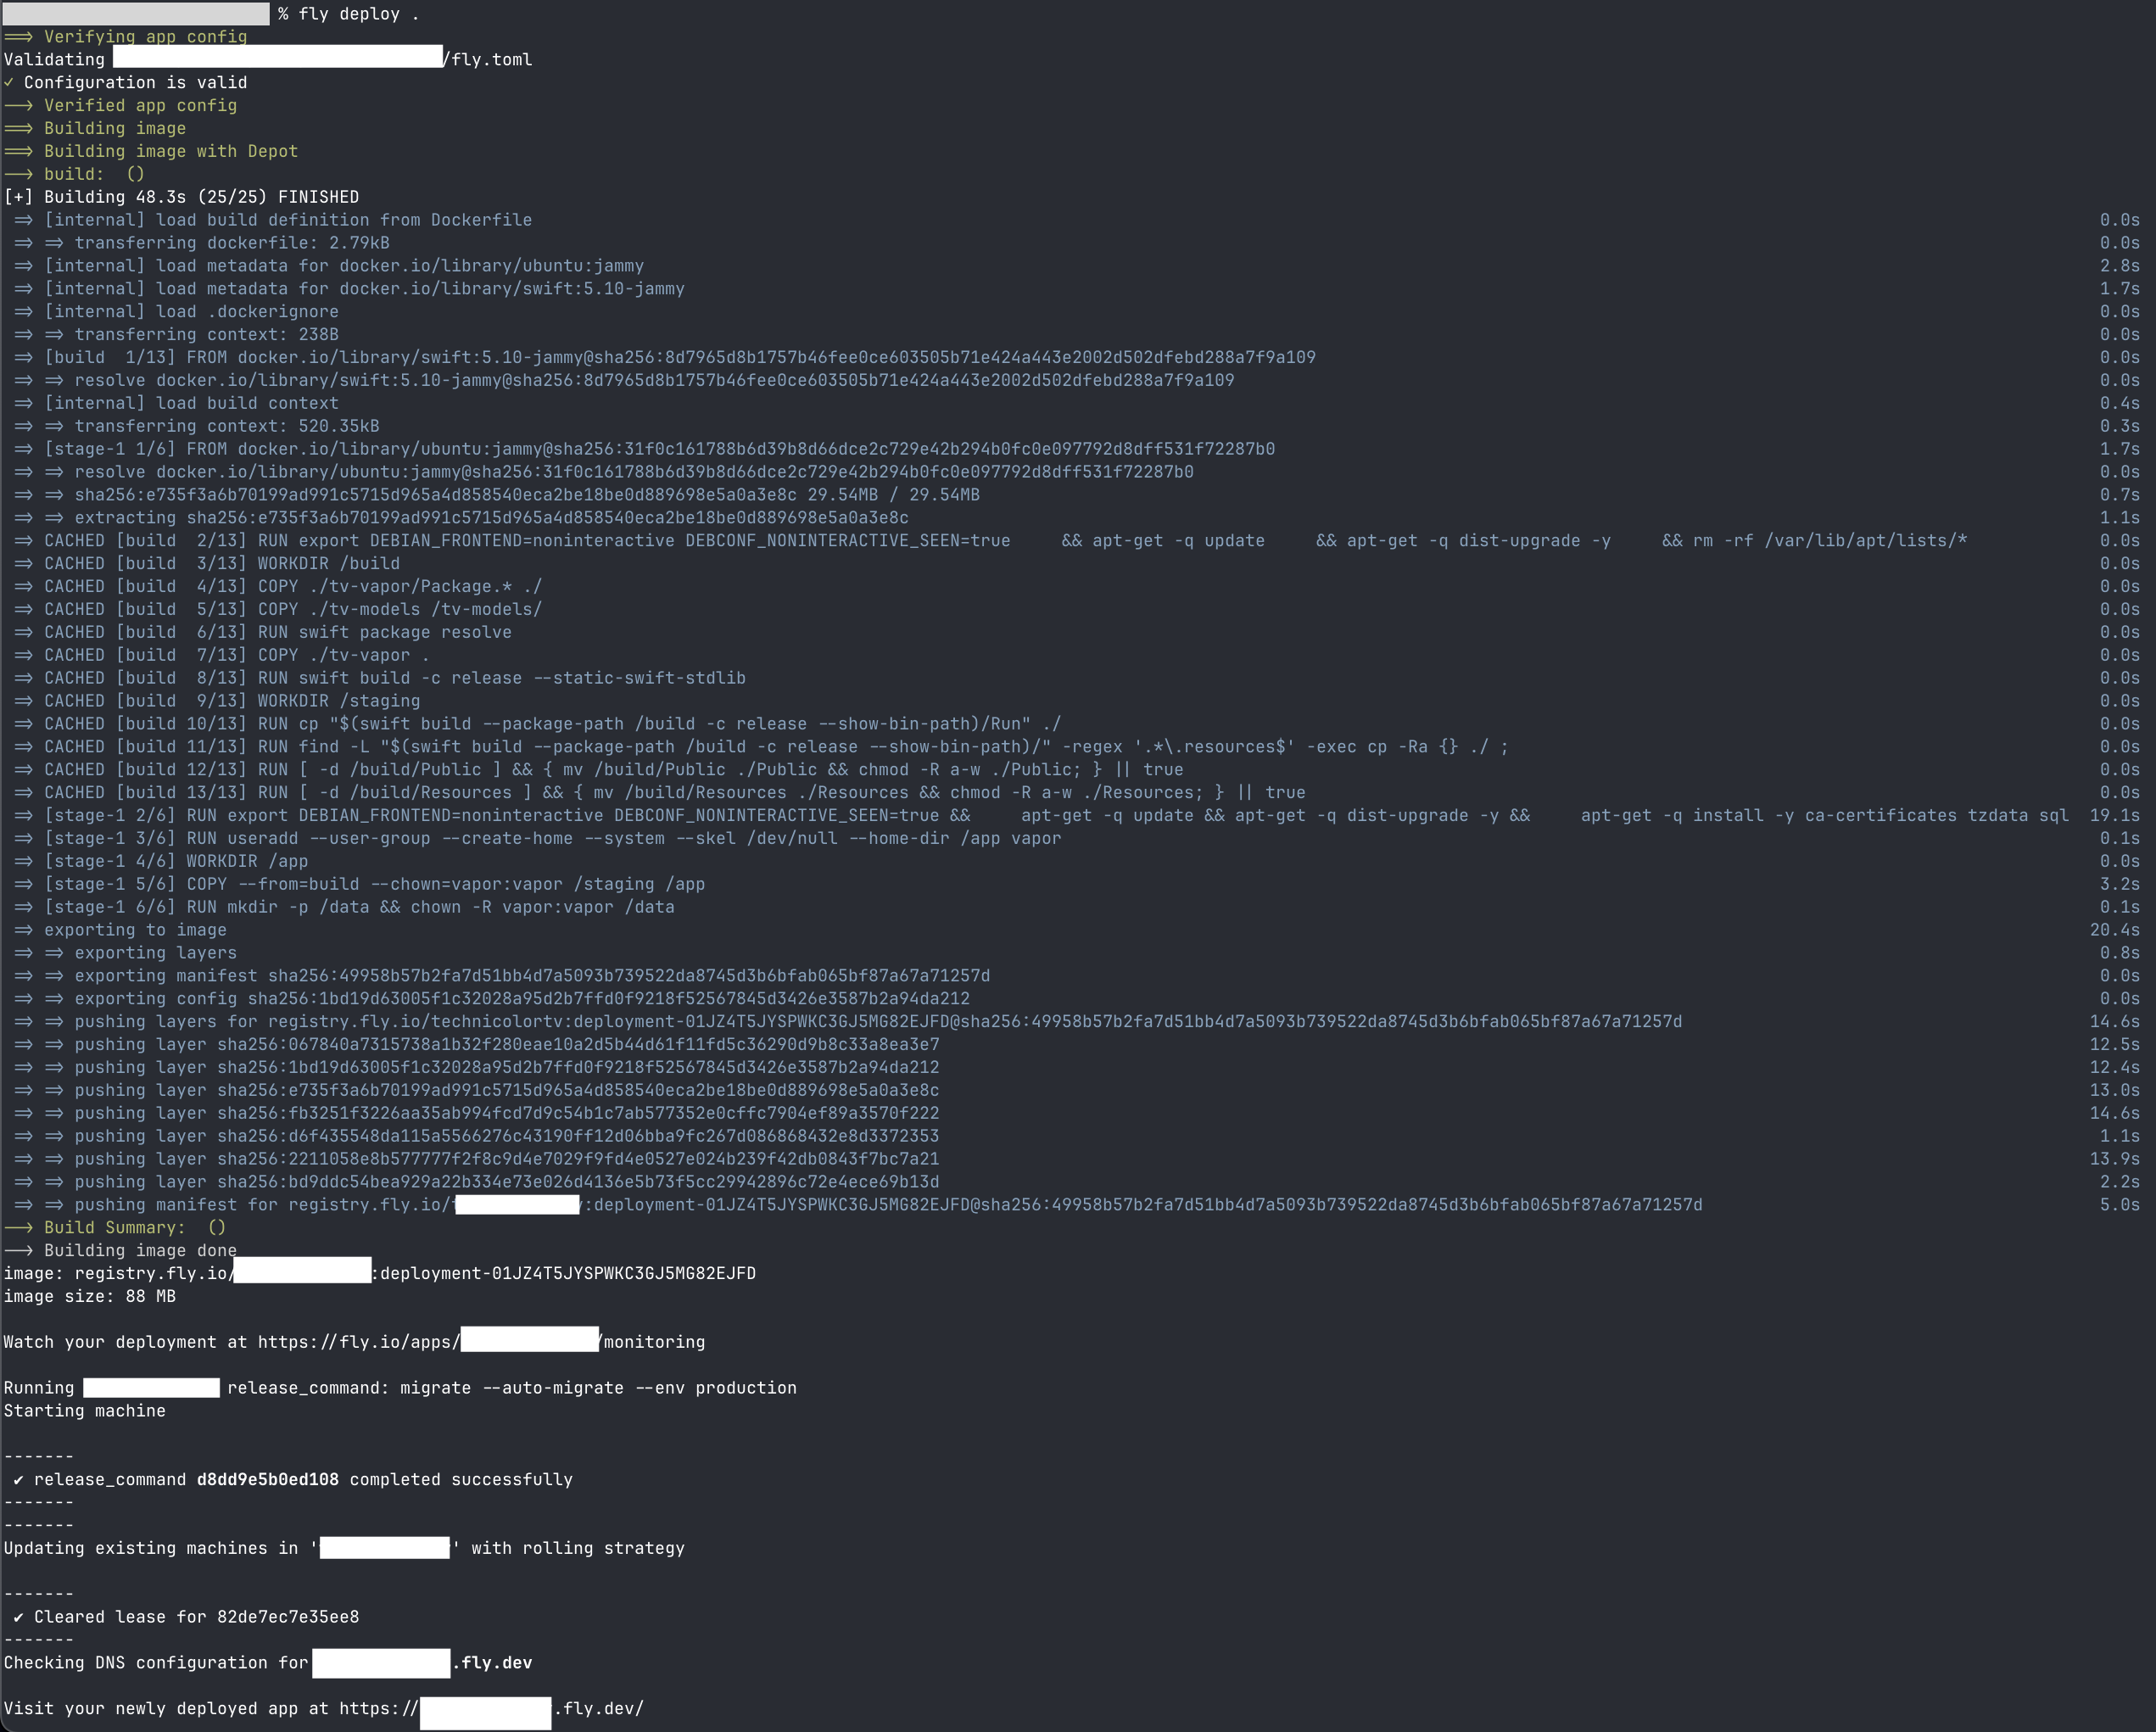 % fly deploy .
==> Verifying app config
Validating /fly.toml
✓ Configuration is valid
--> Verified app config
==> Building image
==> Building image with Depot
--> build:  ()
[+] Building 48.3s (25/25) FINISHED
=> [internal] load build definition from Dockerfile 0.0s
=> => transferring dockerfile: 2.79kB 0.0s
=> [internal] load metadata for docker.io/library/ubuntu:jammy 2.8s
=> [internal] load metadata for docker.io/library/swift:5.10-jammy 1.7s
=> [internal] load .dockerignore 0.0s
=> => transferring context: 238B 0.0s
=> [build  1/13] FROM docker.io/library/swift:5.10-jammy@sha256:8d7965d8b1757b46fee0ce603505b71e424a443e2002d502dfebd288a7f9a109 0.0s
=> => resolve docker.io/library/swift:5.10-jammy@sha256:8d7965d8b1757b46fee0ce603505b71e424a443e2002d502dfebd288a7f9a109 0.0s
=> [internal] load build context 0.4s
=> => transferring context: 520.35kB 0.3s
=> [stage-1 1/6] FROM docker.io/library/ubuntu:jammy@sha256:31f0c161788b6d39b8d66dce2c729e42b294b0fc0e097792d8dff531f72287b0 1.7s
=> => resolve docker.io/library/ubuntu:jammy@sha256:31f0c161788b6d39b8d66dce2c729e42b294b0fc0e097792d8dff531f72287b0 0.0s
=> => sha256:e735f3a6b70199ad991c5715d965a4d858540eca2be18be0d889698e5a0a3e8c 29.54MB / 29.54MB 0.7s
=> => extracting sha256:e735f3a6b70199ad991c5715d965a4d858540eca2be18be0d889698e5a0a3e8c 1.1s
=> CACHED [build  2/13] RUN export DEBIAN_FRONTEND=noninteractive DEBCONF_NONINTERACTIVE_SEEN=true     && apt-get -q update     && apt-get -q dist-upgrade -y     && rm -rf /var/lib/apt/lists/* 0.0s
=> CACHED [build  3/13] WORKDIR /build 0.0s
=> CACHED [build  4/13] COPY ./tv-vapor/Package.* ./ 0.0s
=> CACHED [build  5/13] COPY ./tv-models /tv-models/ 0.0s
=> CACHED [build  6/13] RUN swift package resolve 0.0s
=> CACHED [build  7/13] COPY ./tv-vapor . 0.0s
=> CACHED [build  8/13] RUN swift build -c release --static-swift-stdlib 0.0s
=> CACHED [build  9/13] WORKDIR /staging 0.0s
=> CACHED [build 10/13] RUN cp "$(swift build --package-path /build -c release --show-bin-path)/Run" ./ 0.0s
=> CACHED [build 11/13] RUN find -L "$(swift build --package-path /build -c release --show-bin-path)/" -regex '.*\.resources$' -exec cp -Ra {} ./ ; 0.0s
=> CACHED [build 12/13] RUN [ -d /build/Public ] && { mv /build/Public ./Public && chmod -R a-w ./Public; } || true 0.0s
=> CACHED [build 13/13] RUN [ -d /build/Resources ] && { mv /build/Resources ./Resources && chmod -R a-w ./Resources; } || true 0.0s
=> [stage-1 2/6] RUN export DEBIAN_FRONTEND=noninteractive DEBCONF_NONINTERACTIVE_SEEN=true &&     apt-get -q update && apt-get -q dist-upgrade -y &&     apt-get -q install -y ca-certificates tzdata sql 19.1s
=> [stage-1 3/6] RUN useradd --user-group --create-home --system --skel /dev/null --home-dir /app vapor 0.1s
=> [stage-1 4/6] WORKDIR /app 0.0s
=> [stage-1 5/6] COPY --from=build --chown=vapor:vapor /staging /app 3.2s
=> [stage-1 6/6] RUN mkdir -p /data && chown -R vapor:vapor /data 0.1s
=> exporting to image 20.4s
=> => exporting layers 0.8s
=> => exporting manifest sha256:49958b57b2fa7d51bb4d7a5093b739522da8745d3b6bfab065bf87a67a71257d 0.0s
=> => exporting config sha256:1bd19d63005f1c32028a95d2b7ffd0f9218f52567845d3426e3587b2a94da212 0.0s
=> => pushing layers for registry.fly.io/technicolortv:deployment-01JZ4T5JYSPWKC3GJ5MG82EJFD@sha256:49958b57b2fa7d51bb4d7a5093b739522da8745d3b6bfab065bf87a67a71257d 14.6s
=> => pushing layer sha256:067840a7315738a1b32f280eae10a2d5b44d61f11fd5c36290d9b8c33a8ea3e7 12.5s
=> => pushing layer sha256:1bd19d63005f1c32028a95d2b7ffd0f9218f52567845d3426e3587b2a94da212 12.4s
=> => pushing layer sha256:e735f3a6b70199ad991c5715d965a4d858540eca2be18be0d889698e5a0a3e8c 13.0s
=> => pushing layer sha256:fb3251f3226aa35ab994fcd7d9c54b1c7ab577352e0cffc7904ef89a3570f222 14.6s
=> => pushing layer sha256:d6f435548da115a5566276c43190ff12d06bba9fc267d086868432e8d3372353 1.1s
=> => pushing layer sha256:2211058e8b577777f2f8c9d4e7029f9fd4e0527e024b239f42db0843f7bc7a21 13.9s
=> => pushing layer sha256:bd9ddc54bea929a22b334e73e026d4136e5b73f5cc29942896c72e4ece69b13d 2.2s
=> => pushing manifest for registry.fly.io/ :deployment-01JZ4T5JYSPWKC3GJ5MG82EJFD@sha256:49958b57b2fa7d51bb4d7a5093b739522da8745d3b6bfab065bf87a67a71257d 5.0s
--> Build Summary:  ()
--> Building image done
image: registry.fly.io/ :deployment-01JZ4T5JYSPWKC3GJ5MG82EJFD
image size: 88 MB
Watch your deployment at https://fly.io/apps/ /monitoring
Running release_command: migrate --auto-migrate --env production
Starting machine
-------
✔ release_command d8dd9e5b0ed108 completed successfully
-------
-------
Updating existing machines in ' ' with rolling strategy
-------
✔ Cleared lease for 82de7ec7e35ee8
-------
Checking DNS configuration for .fly.dev
Visit your newly deployed app at https:// .fly.dev/